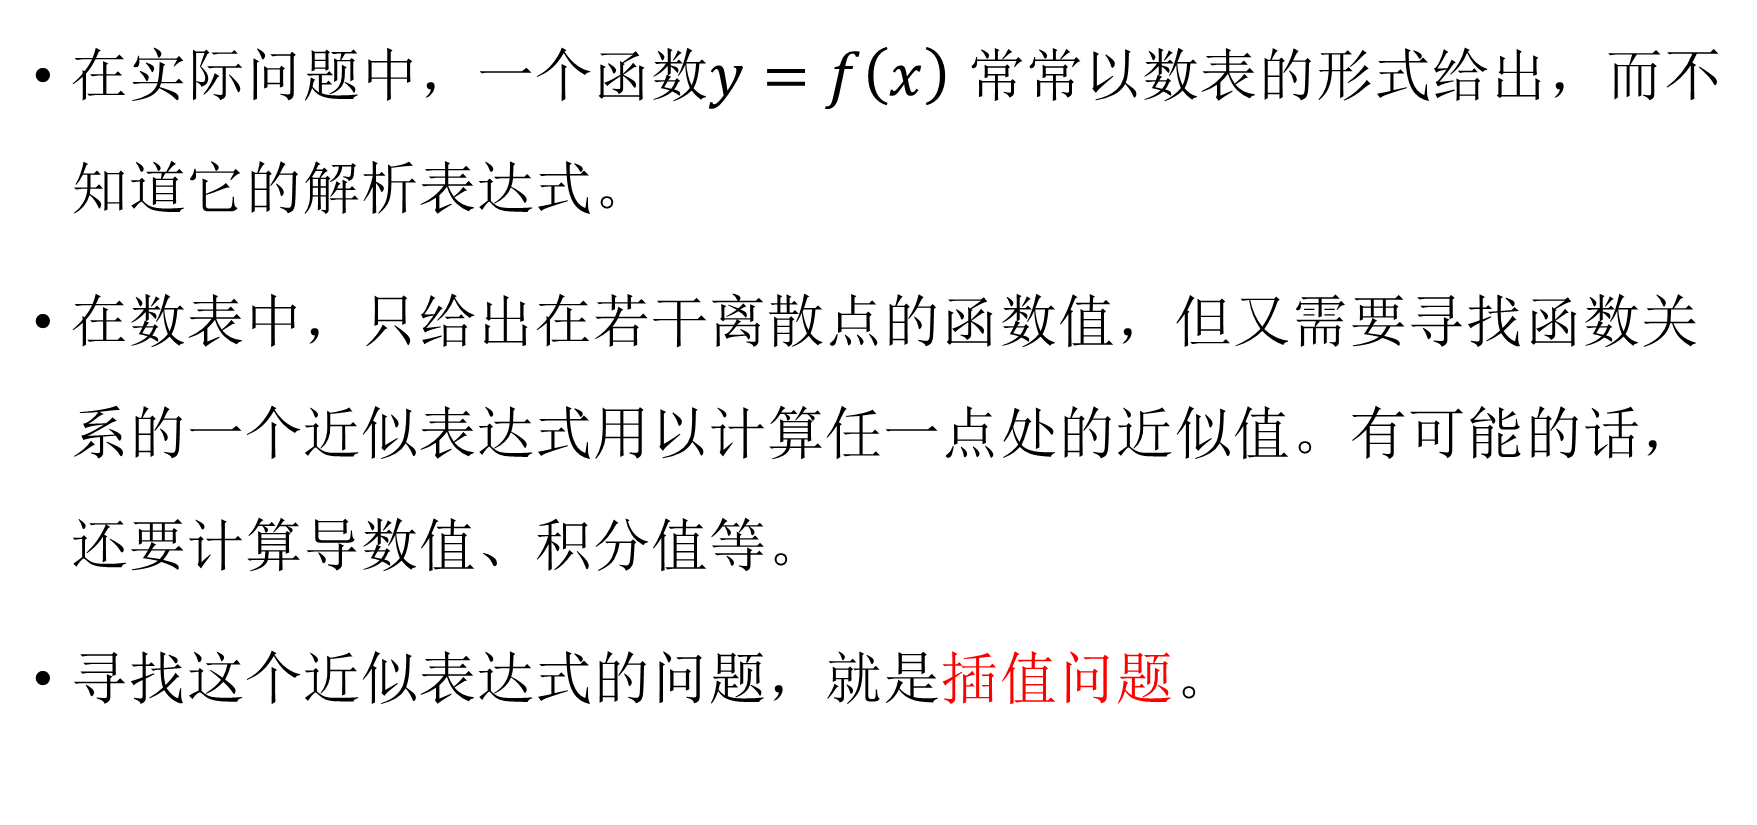 • 在实际问题中，一个函数y = f(x) 常常以数表的形式给出，而不
知道它的解析表达式。
• 在数表中，只给出在若干离散点的函数值，但又需要寻找函数关
系的一个近似表达式用以计算任一点处的近似值。有可能的话，
还要计算导数值、积分值等。
• 寻找这个近似表达式的问题，就是插值问题。